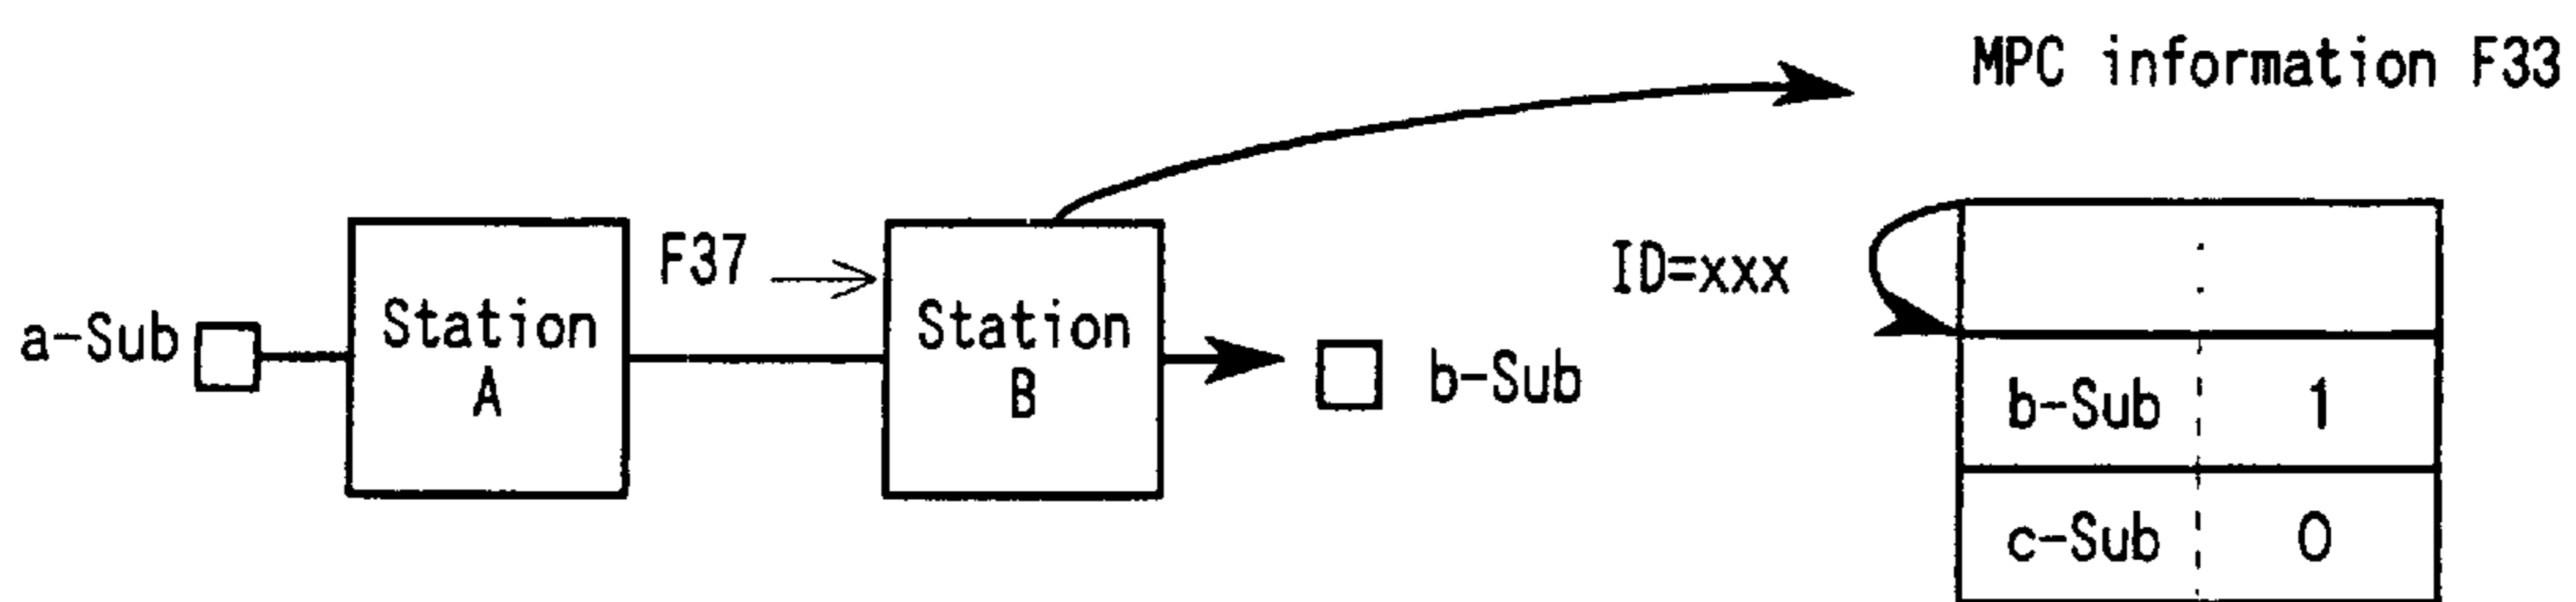 MPC information F33
a-Sub
Station
A
F37
Station
B
b-Sub
ID=xxx
:
b-Sub 1
c-Sub 0